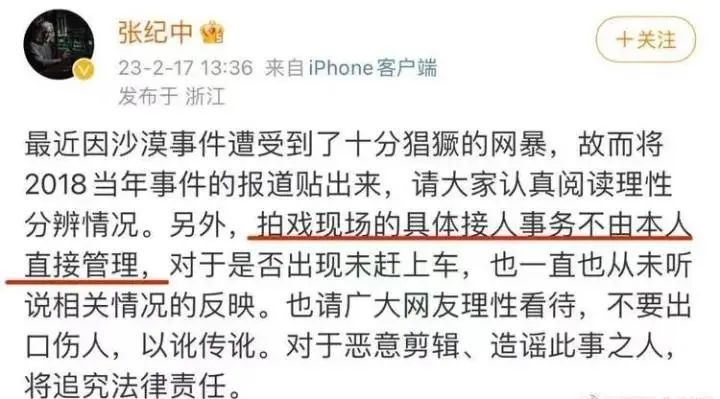 张纪中
+关注
23-2-17 13:36 来自iPhone客户端
发布于 浙江
最近因沙漠事件遭受到了十分猖獗的网暴，故而将
2018当年事件的报道贴出来，请大家认真阅读理性
分辨情况。另外，拍戏现场的具体接人事务不由本人
直接管理，对于是否出现未赶上车，也一直也从未听
说相关情况的反映。也请广大网友理性看待，不要出
口伤人，以讹传讹。对于恶意剪辑、造谣此事之人，
将追究法律责任。